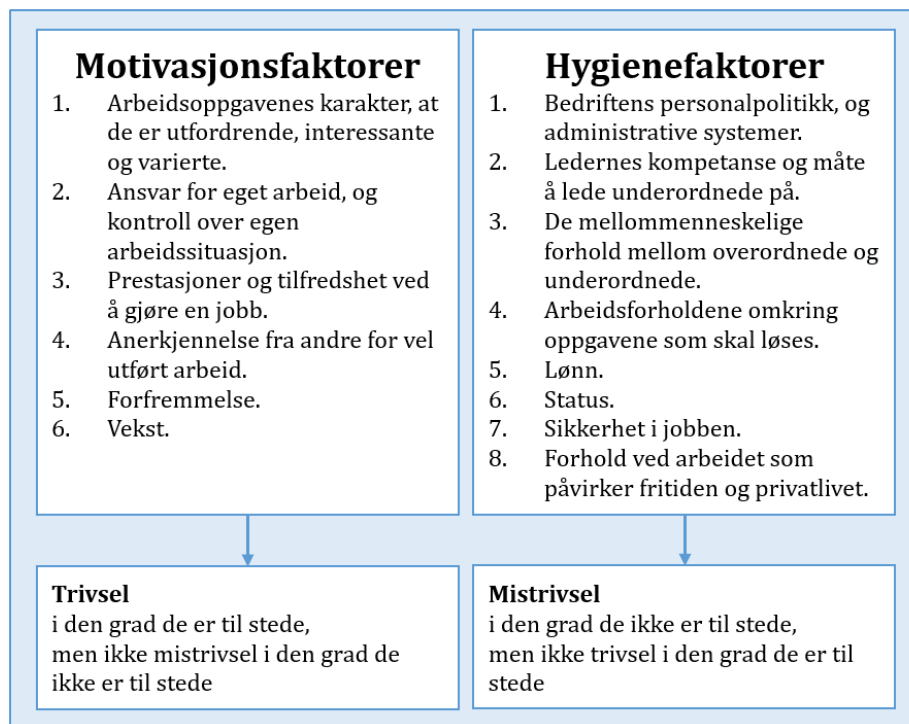 Motivasjonsfaktorer
1. Arbeidsoppgavenes karakter, at
de er utfordrende, interessante
og varierte.
2. Ansvar for eget arbeid, og
kontroll over egen
arbeidssituasjon.
3. Prestasjoner og tilfredshet ved
å gjøre en jobb.
4. Anerkjennelse fra andre for vel
utført arbeid.
5. Forfremmelse.
6. Vekst.
Hygienefaktorer
1. Bedriftens personalpolitikk, og
administrative systemer.
2. Ledernes kompetanse og måte
å lede underordnede på.
3. De mellommenneskelige
forhold mellom overordnede og
underordnede.
4. Arbeidsforholdene omkring
oppgavene som skal løses.
5. Lønn.
6. Status.
7. Sikkerhet i jobben.
8. Forhold ved arbeidet som
påvirker fritiden og privatlivet.
Trivsel
i den grad de er til stede,
men ikke mistrivsel i den grad de
ikke er til stede
Mistrivsel
i den grad de ikke er til stede,
men ikke trivsel i den grad de er til
stede